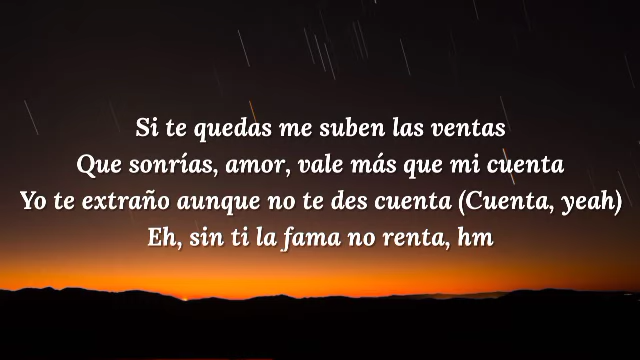 Si te quedas me suben las ventas
Que sonrías, amor, vale más que mi cuenta
Yo te extraño aunque no te des cuenta (Cuenta, yeah)
Eh, sin ti la fama no renta, hm